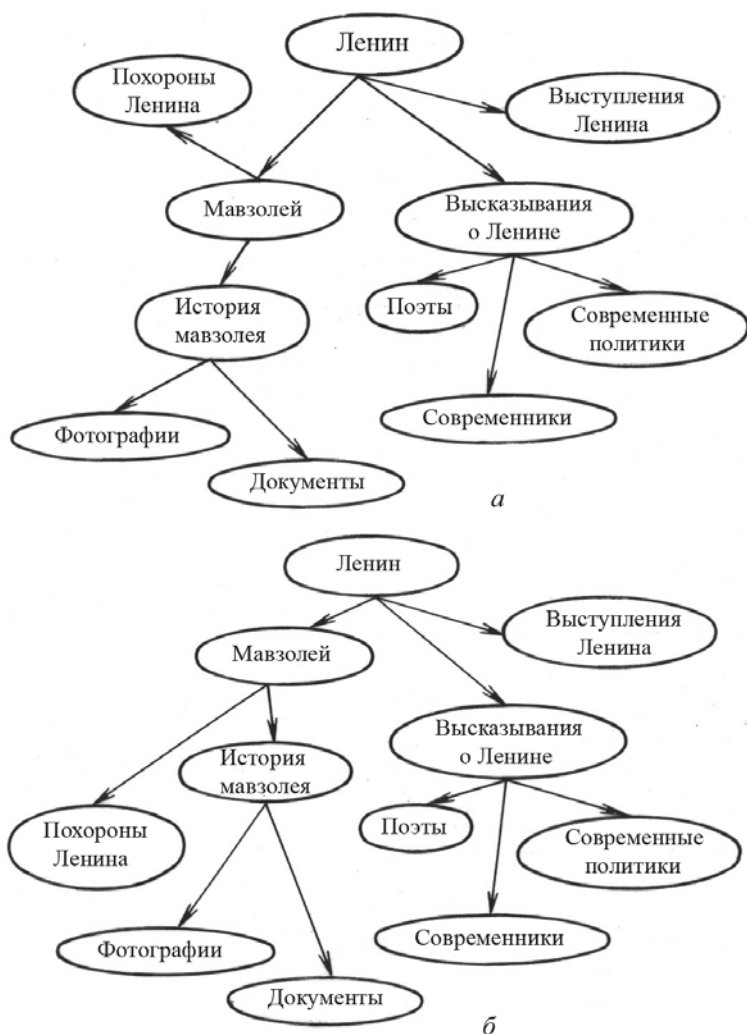 Ленин
Похороны
Ленина
Выступления
Ленина
Мавзолей
Высказывания
о Ленине
История
мавзолея
Поэты
Современные
политики
Фотографии
Современники
Документы
а
Ленин
Выступления
Ленина
Мавзолей
Высказывания
о Ленине
История
мавзолея
Похороны
Ленина
Поэты
Современные
политики
Фотографии
Современники
Документы
б